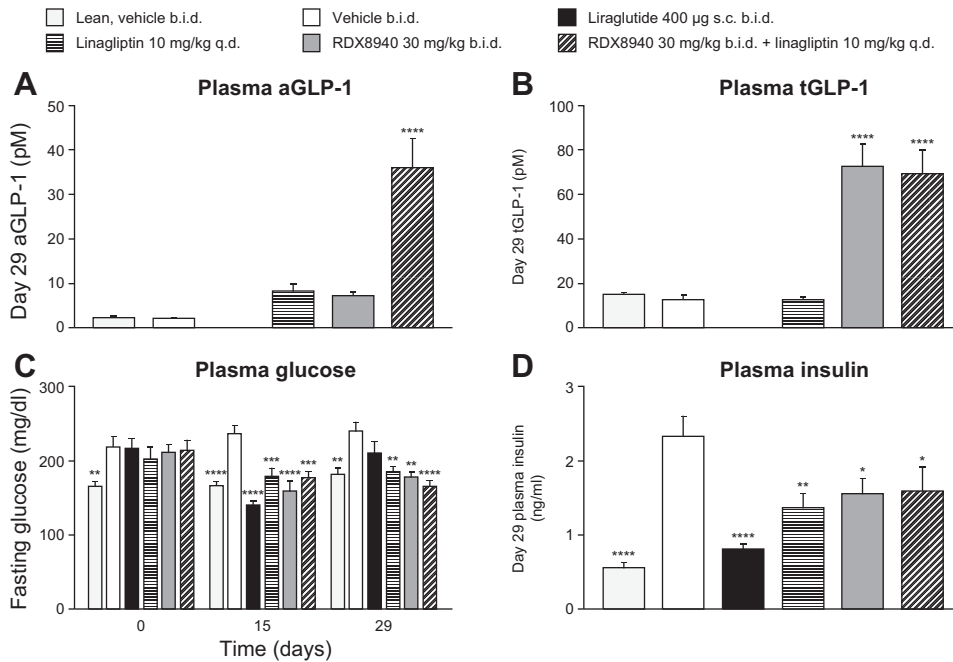 Lean, vehicle b.i.d.
Vehicle b.i.d.
Liraglutide 400 µg s.c. b.i.d.
Linagliptin 10 mg/kg q.d.
RDX8940 30 mg/kg b.i.d.
RDX8940 30 mg/kg b.i.d. + linagliptin 10 mg/kg q.d.
A
Plasma aGLP-1
Day 29 aGLP-1 (pM)
50
40
30
20
10
0
****
B
Plasma tGLP-1
Day 29 tGLP-1 (pM)
100
80
60
40
20
0
****
****
C
Plasma glucose
Fasting glucose (mg/dl)
300
200
100
0
**
****
****
***
****
***
**
**
**
****
0
15
29
Time (days)
D
Plasma insulin
Day 29 plasma insulin
(ng/ml)
3
2
1
0
****
****
**
*
*